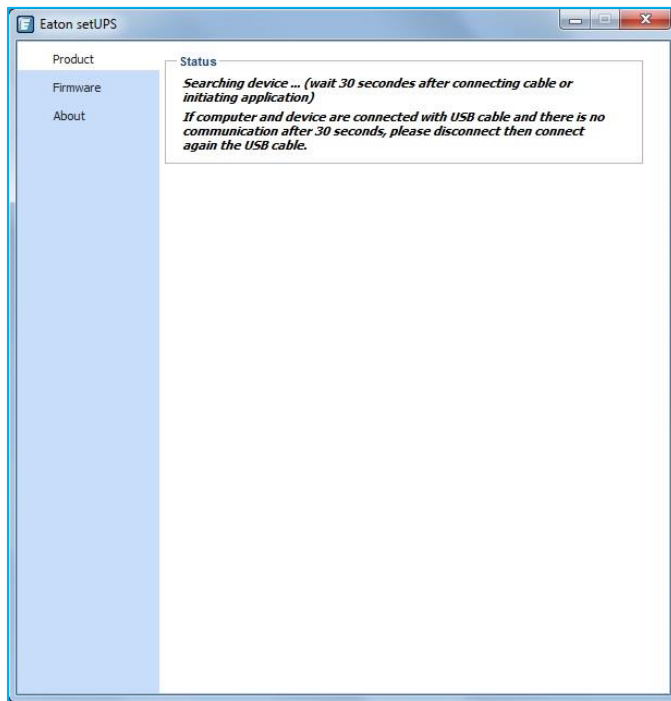 Eaton setUPS
Product
Firmware
About
Status
Searching device ... (wait 30 secondes after connecting cable or
initiating application)
If computer and device are connected with USB cable and there is no
communication after 30 seconds, please disconnect then connect
again the USB cable.